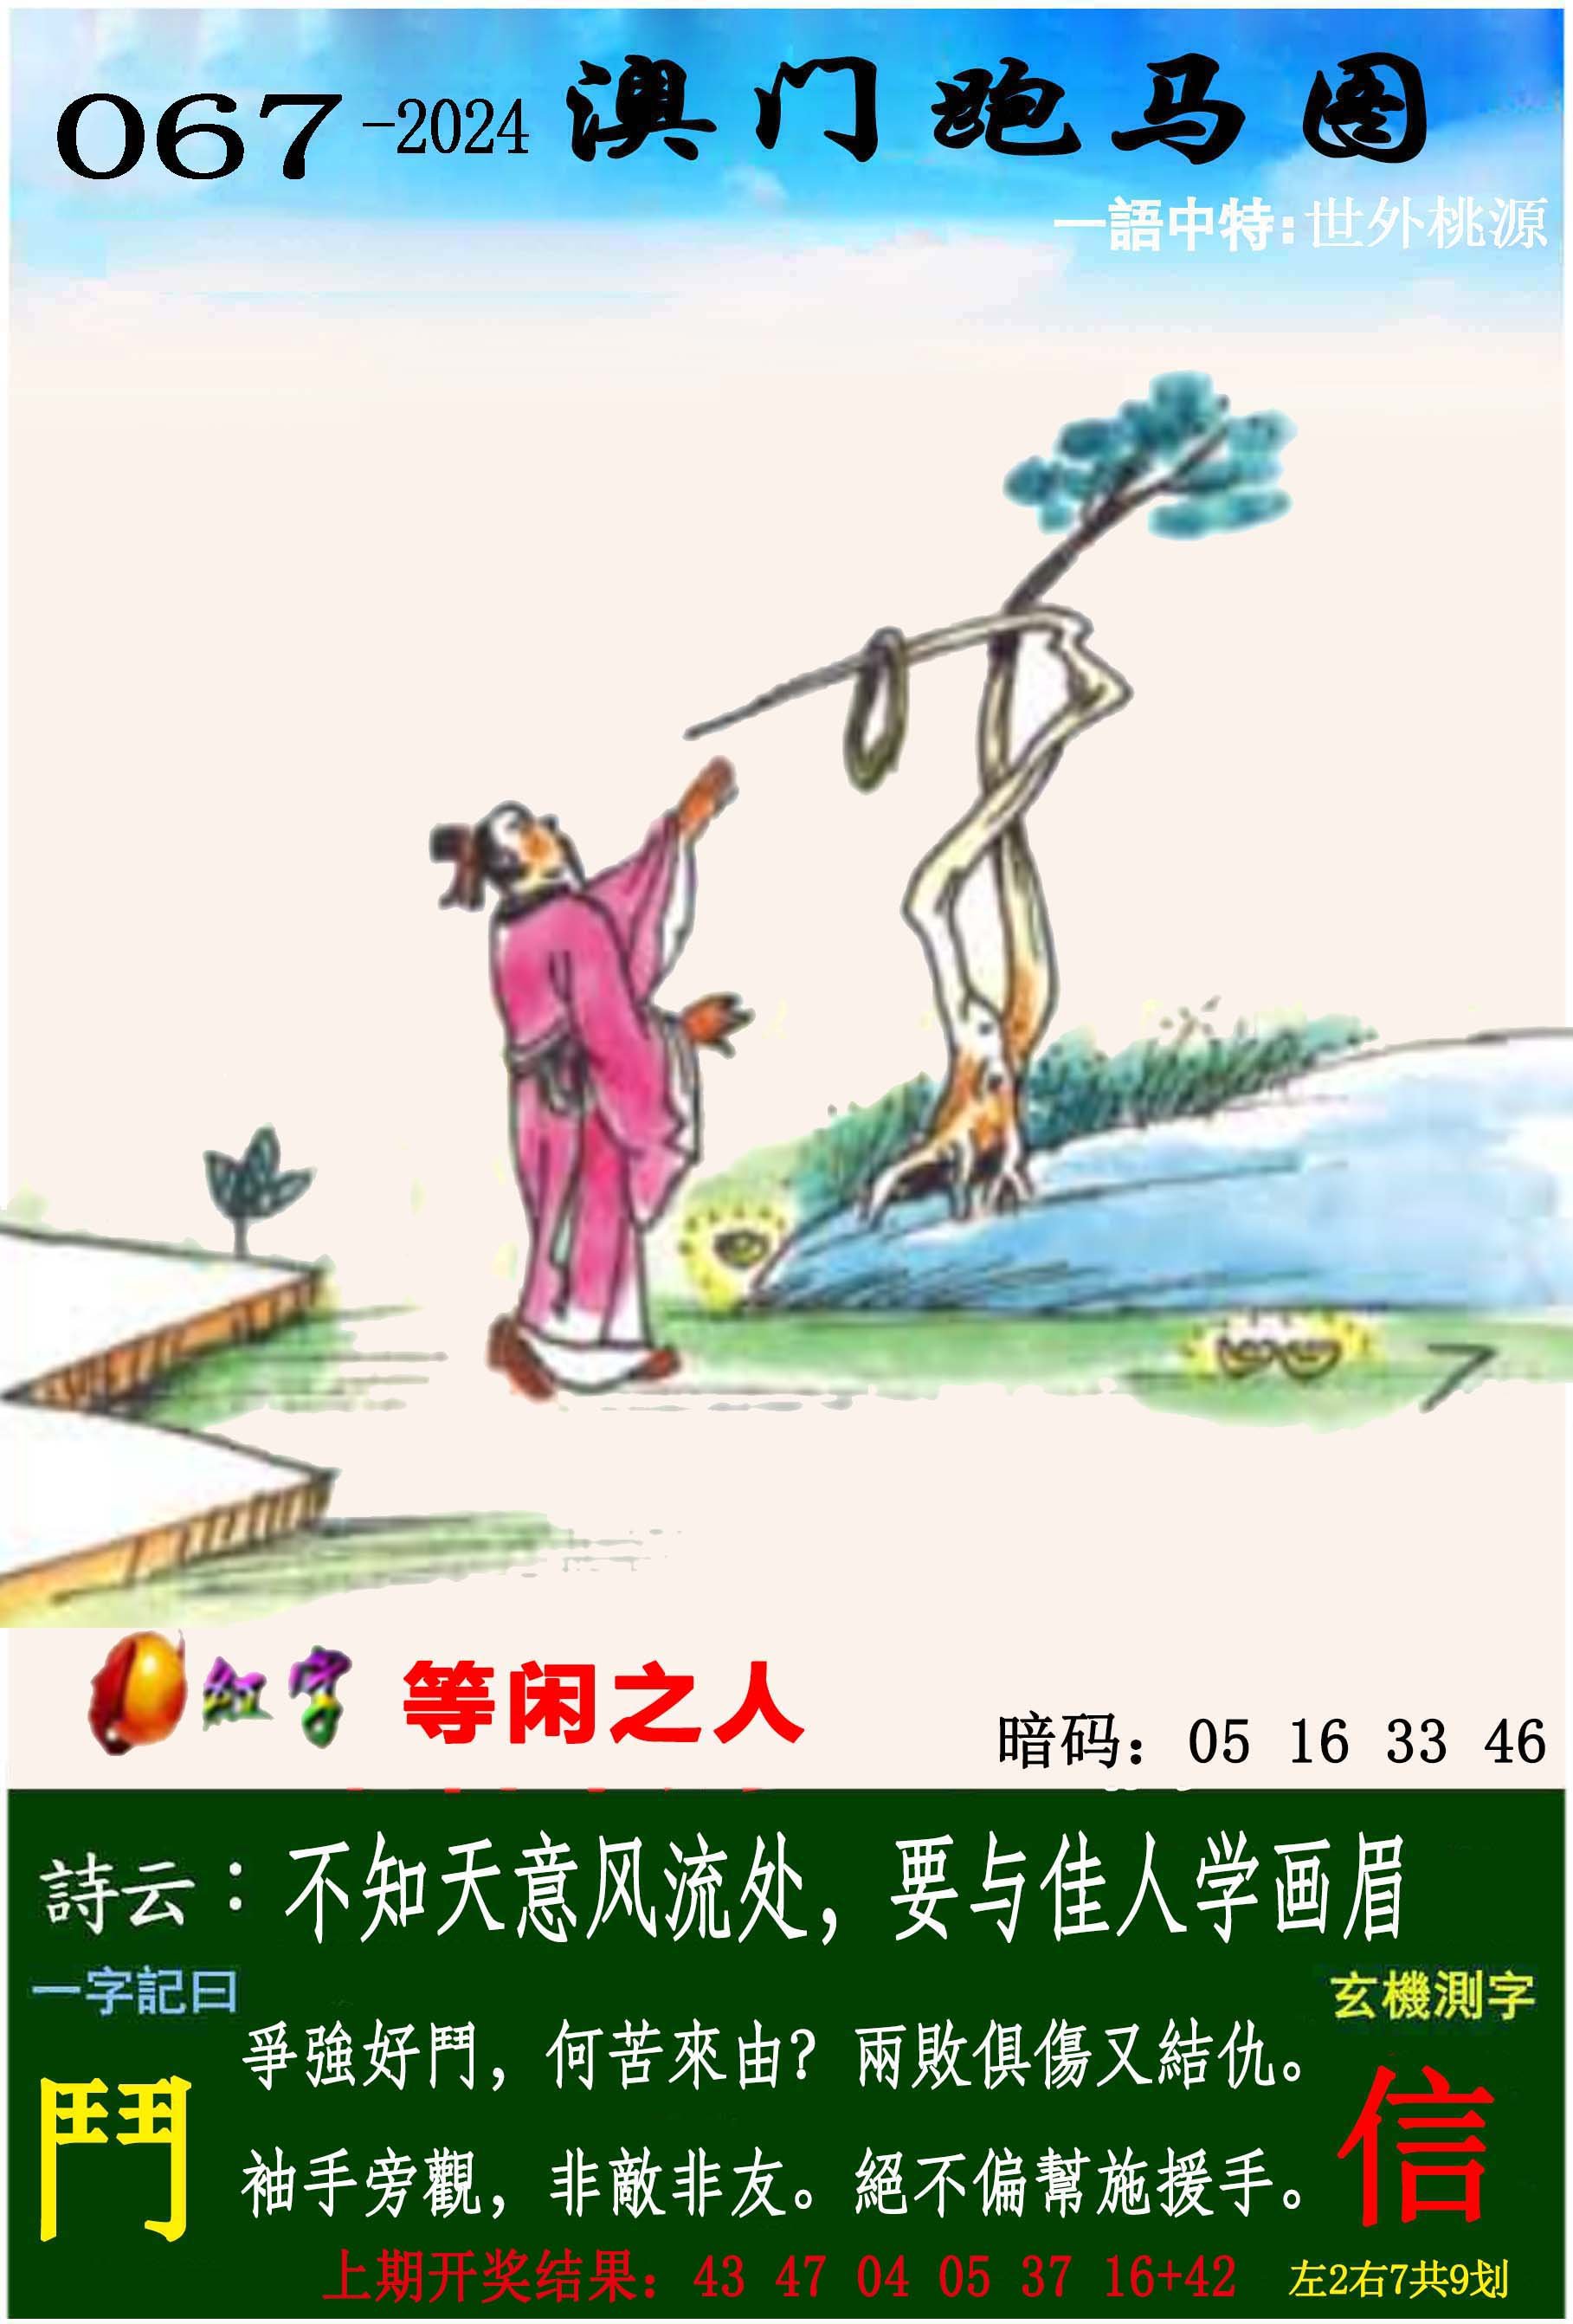 067-2024 澳门跑马图
一語中特:世外桃源
红字 等闲之人
暗码：05 16 33 46
詩云：不知天意风流处，要与佳人学画眉
一字記曰
玄機測字
爭強好鬥，何苦來由？兩敗俱傷又結仇。
鬥
信
袖手旁觀，非敵非友。絕不偏幫施援手。
上期开奖结果：43 47 04 05 37 16+42
左2右7共9划